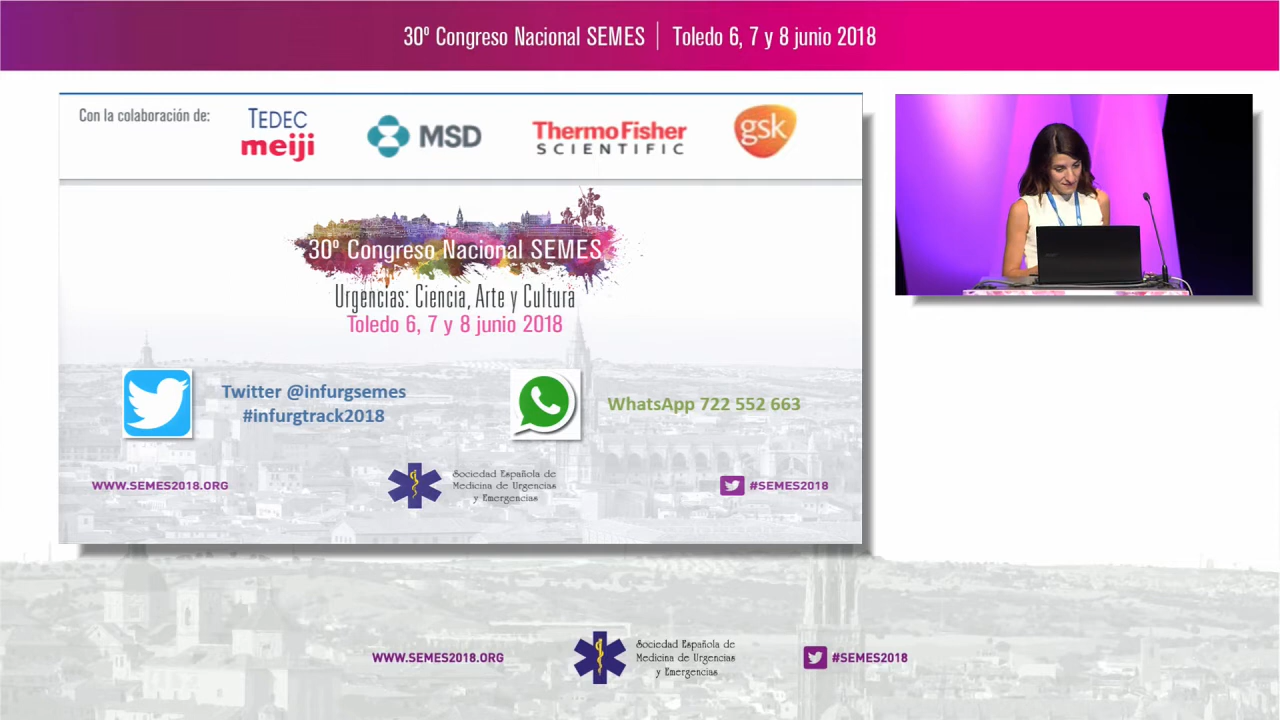 30º Congreso Nacional SEMES | Toledo 6, 7 y 8 junio 2018
Con la colaboración de:
TEDEC
meiji
MSD
ThermoFisher
SCIENTIFIC
gsk
30º Congreso Nacional SEMES
Urgencias: Ciencia, Arte y Cultura
Toledo 6, 7 y 8 junio 2018
Twitter @infurgsemes
#infurgtrack2018
WhatsApp 722 552 663
WWW.SEMES2018.ORG
Sociedad Española de
Medicina de Urgencias
y Emergencias
#SEMES2018
WWW.SEMES2018.ORG
Sociedad Española de
Medicina de Urgencias
y Emergencias
#SEMES2018